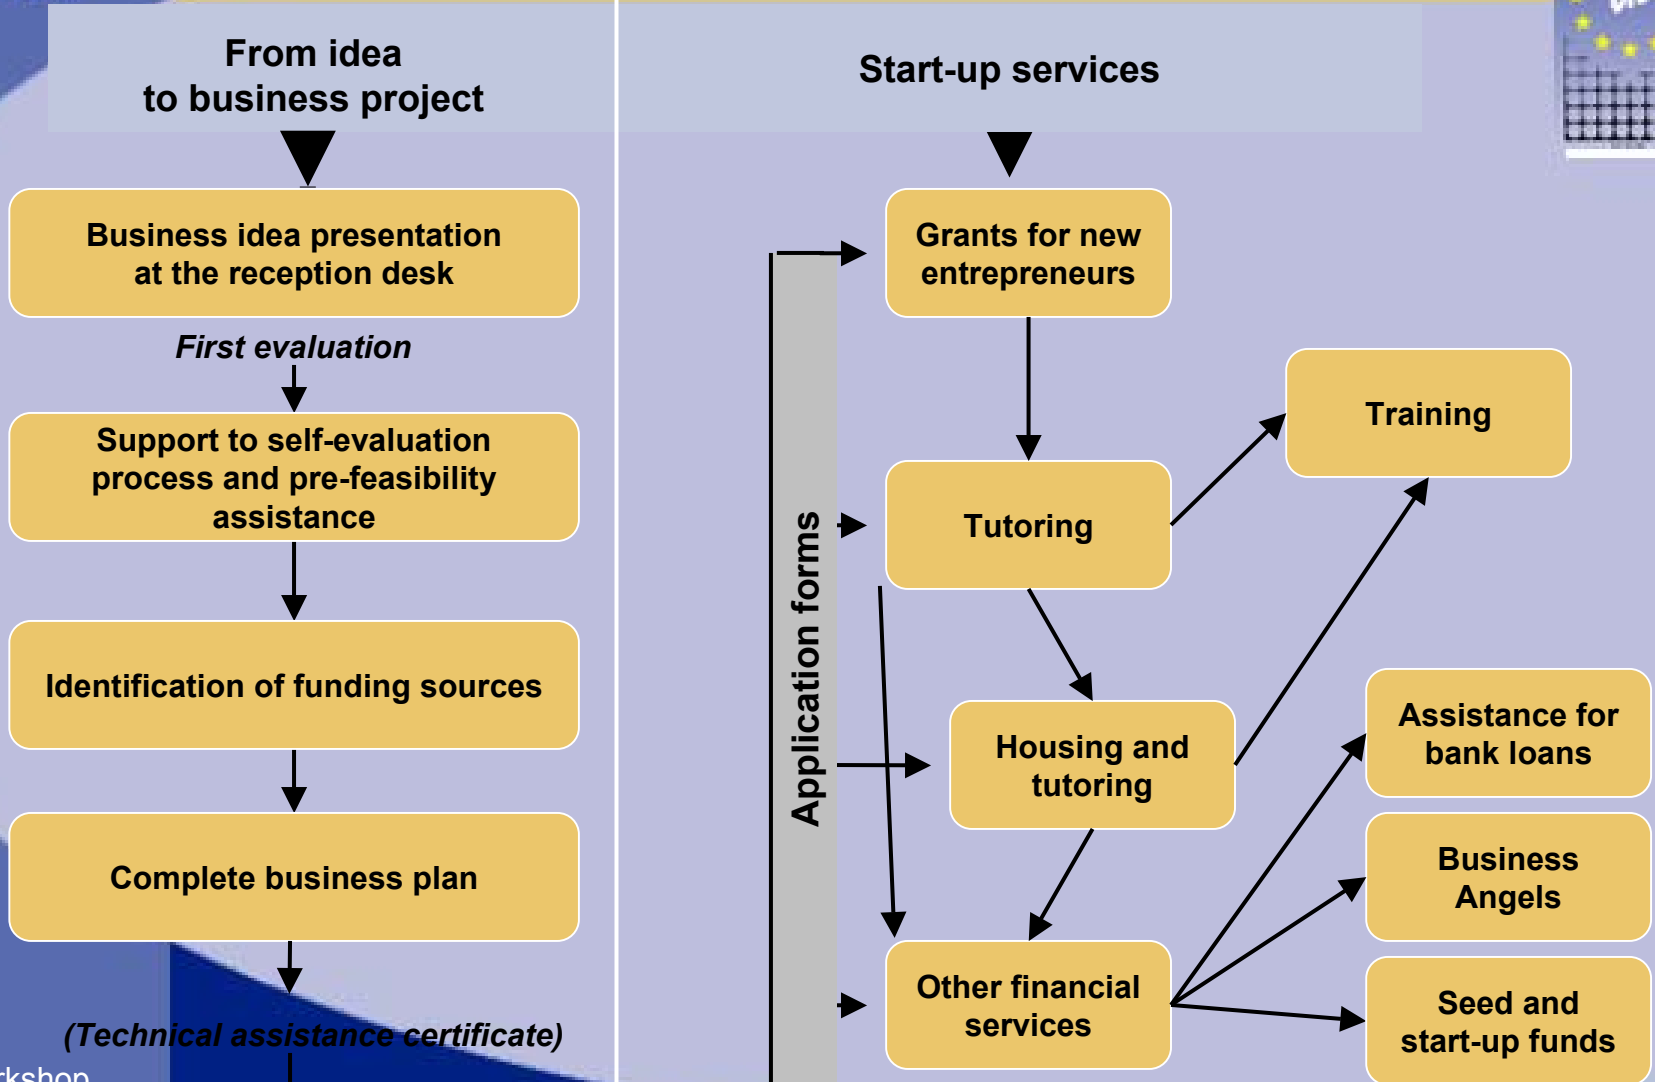 From idea
to business project
Start-up services
Business idea presentation
at the reception desk
First evaluation
Support to self-evaluation
process and pre-feasibility
assistance
Identification of funding sources
Complete business plan
(Technical assistance certificate)
Application forms
Grants for new
entrepreneurs
Tutoring
Training
Housing and
tutoring
Other financial
services
Assistance for
bank loans
Business
Angels
Seed and
start-up funds